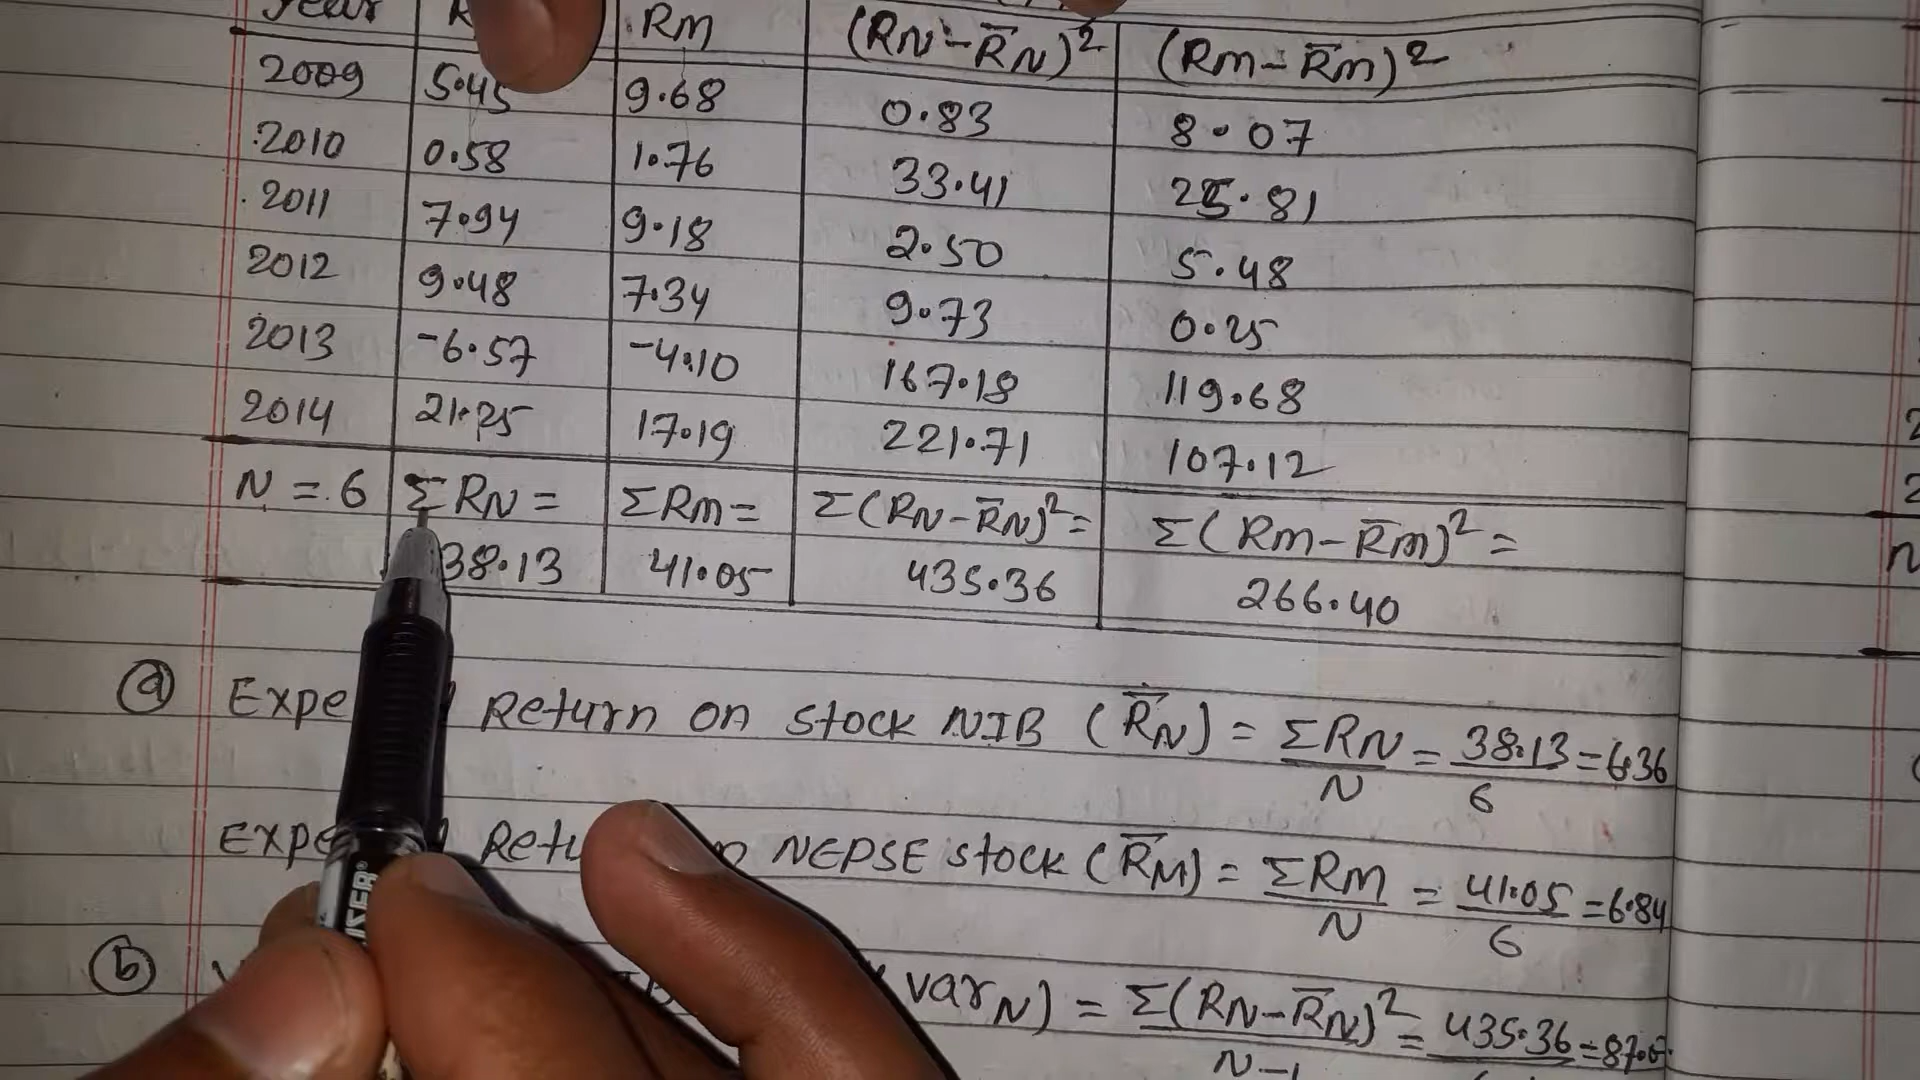 Year Rm (RN-R̅N)² (Rm-R̅m)²
2009 5.45 9.68 0.83 8.07
2010 0.58 1.76 33.41 25.81
2011 7.94 9.18 2.50 5.48
2012 9.48 7.34 9.73 0.25
2013 -6.57 -4.10 167.18 119.68
2014 21.25 17.19 221.71 107.12
N = 6 ΣRN = ΣRm = Σ(RN-R̅N)² = Σ(Rm-R̅m)² =
38.13 41.05 435.36 266.40
(a) Expe Return on stock NIB (R̅N) = ΣRN/N = 38.13/6 = 6.36
Expe Retu NEPSE stock (R̅M) = ΣRm/N = 41.05/6 = 6.84
(b) varN) = Σ(RN-R̅N)²/N-1 = 435.36 = 87.0